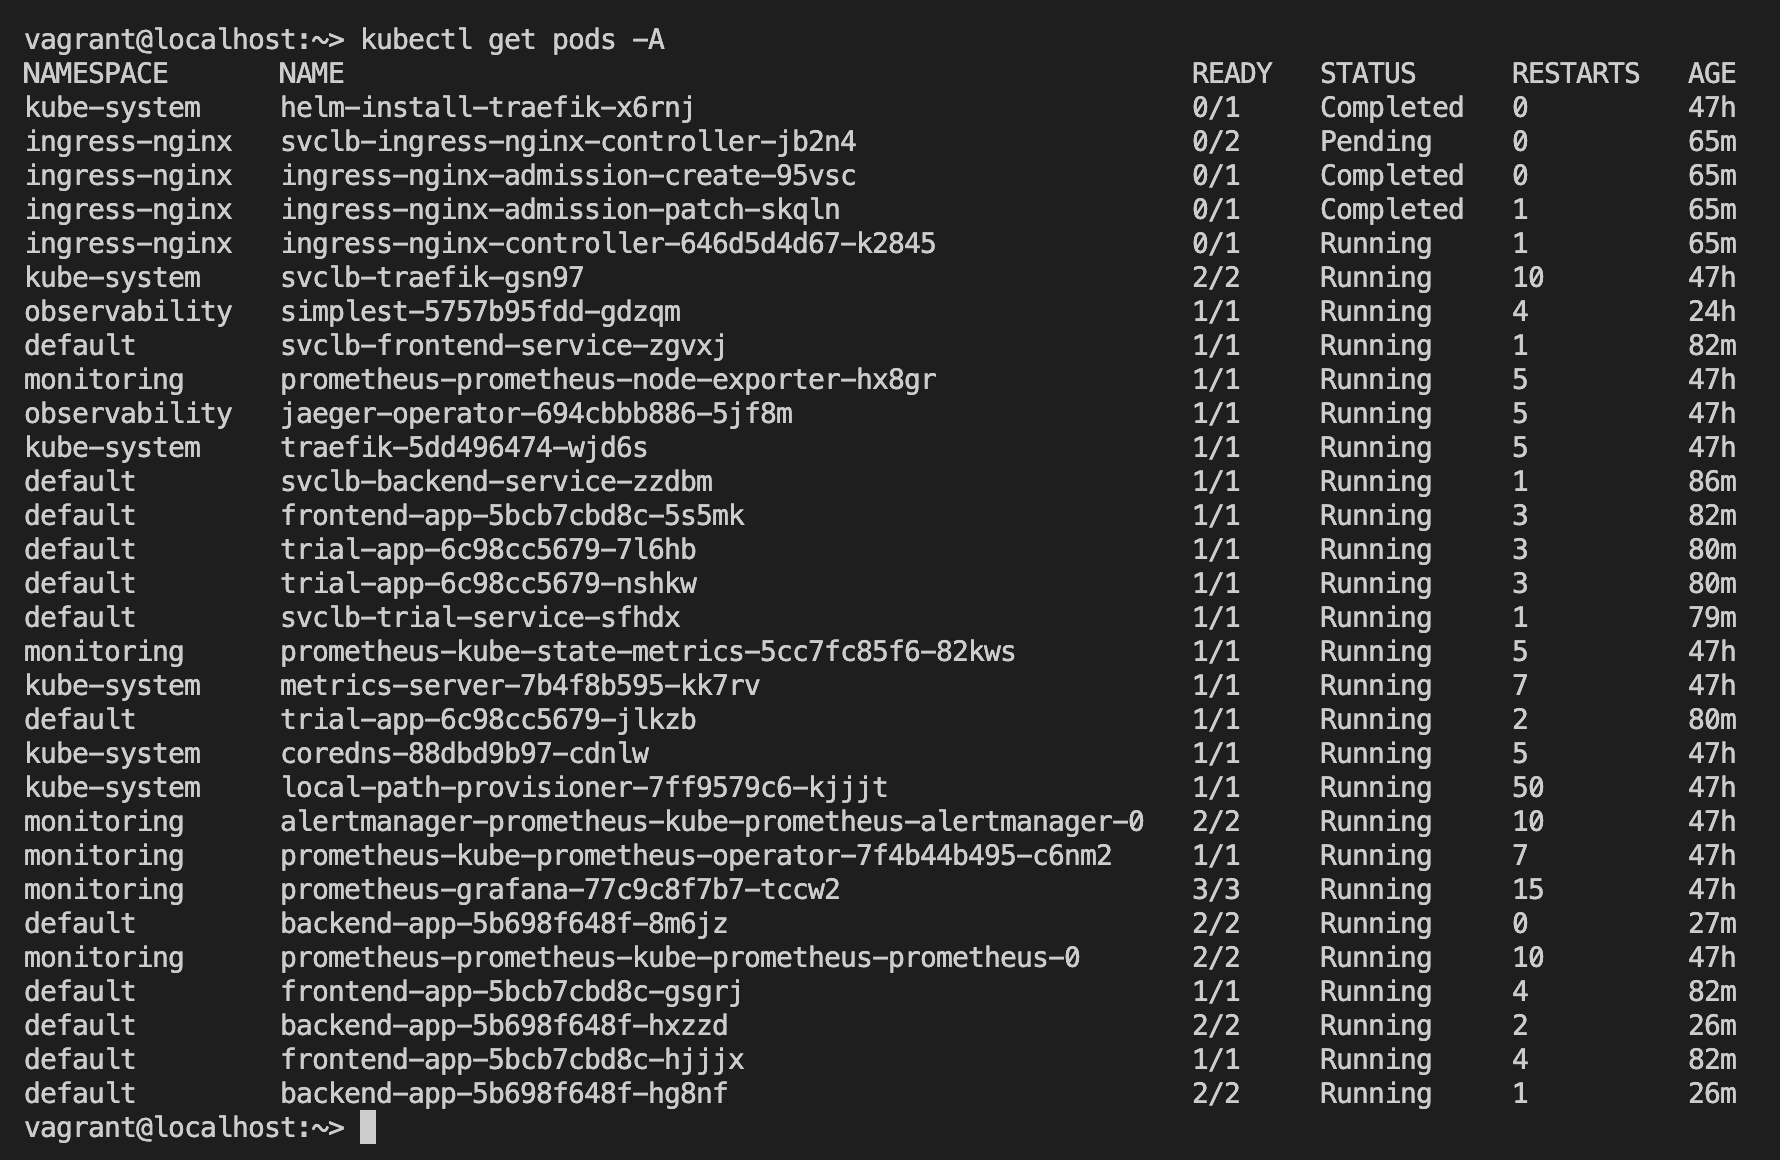 vagrant@localhost:~> kubectl get pods -A
NAMESPACE       NAME                                                     READY   STATUS      RESTARTS   AGE
kube-system     helm-install-traefik-x6rnj                               0/1     Completed   0          47h
ingress-nginx   svclb-ingress-nginx-controller-jb2n4                     0/2     Pending     0          65m
ingress-nginx   ingress-nginx-admission-create-95vsc                     0/1     Completed   0          65m
ingress-nginx   ingress-nginx-admission-patch-skqln                      0/1     Completed   1          65m
ingress-nginx   ingress-nginx-controller-646d5d4d67-k2845                0/1     Running     1          65m
kube-system     svclb-traefik-gsn97                                      2/2     Running     10         47h
observability   simplest-5757b95fdd-gdzqm                                1/1     Running     4          24h
default         svclb-frontend-service-zgvxj                             1/1     Running     1          82m
monitoring      prometheus-prometheus-node-exporter-hx8gr                1/1     Running     5          47h
observability   jaeger-operator-694cbbb886-5jf8m                         1/1     Running     5          47h
kube-system     traefik-5dd496474-wjd6s                                  1/1     Running     5          47h
default         svclb-backend-service-zzdbm                              1/1     Running     1          86m
default         frontend-app-5bcb7cbd8c-5s5mk                            1/1     Running     3          82m
default         trial-app-6c98cc5679-7l6hb                               1/1     Running     3          80m
default         trial-app-6c98cc5679-nshkw                               1/1     Running     3          80m
default         svclb-trial-service-sfhdx                                1/1     Running     1          79m
monitoring      prometheus-kube-state-metrics-5cc7fc85f6-82kws           1/1     Running     5          47h
kube-system     metrics-server-7b4f8b595-kk7rv                           1/1     Running     7          47h
default         trial-app-6c98cc5679-jlkzb                               1/1     Running     2          80m
kube-system     coredns-88dbd9b97-cdnlw                                  1/1     Running     5          47h
kube-system     local-path-provisioner-7ff9579c6-kjjjt                   1/1     Running     50         47h
monitoring      alertmanager-prometheus-kube-prometheus-alertmanager-0   2/2     Running     10         47h
monitoring      prometheus-kube-prometheus-operator-7f4b44b495-c6nm2     1/1     Running     7          47h
monitoring      prometheus-grafana-77c9c8f7b7-tccw2                      3/3     Running     15         47h
default         backend-app-5b698f648f-8m6jz                             2/2     Running     0          27m
monitoring      prometheus-prometheus-kube-prometheus-prometheus-0       2/2     Running     10         47h
default         frontend-app-5bcb7cbd8c-gsgrj                            1/1     Running     4          82m
default         backend-app-5b698f648f-hxzzd                             2/2     Running     2          26m
default         frontend-app-5bcb7cbd8c-hjjjx                            1/1     Running     4          82m
default         backend-app-5b698f648f-hg8nf                             2/2     Running     1          26m
vagrant@localhost:~>